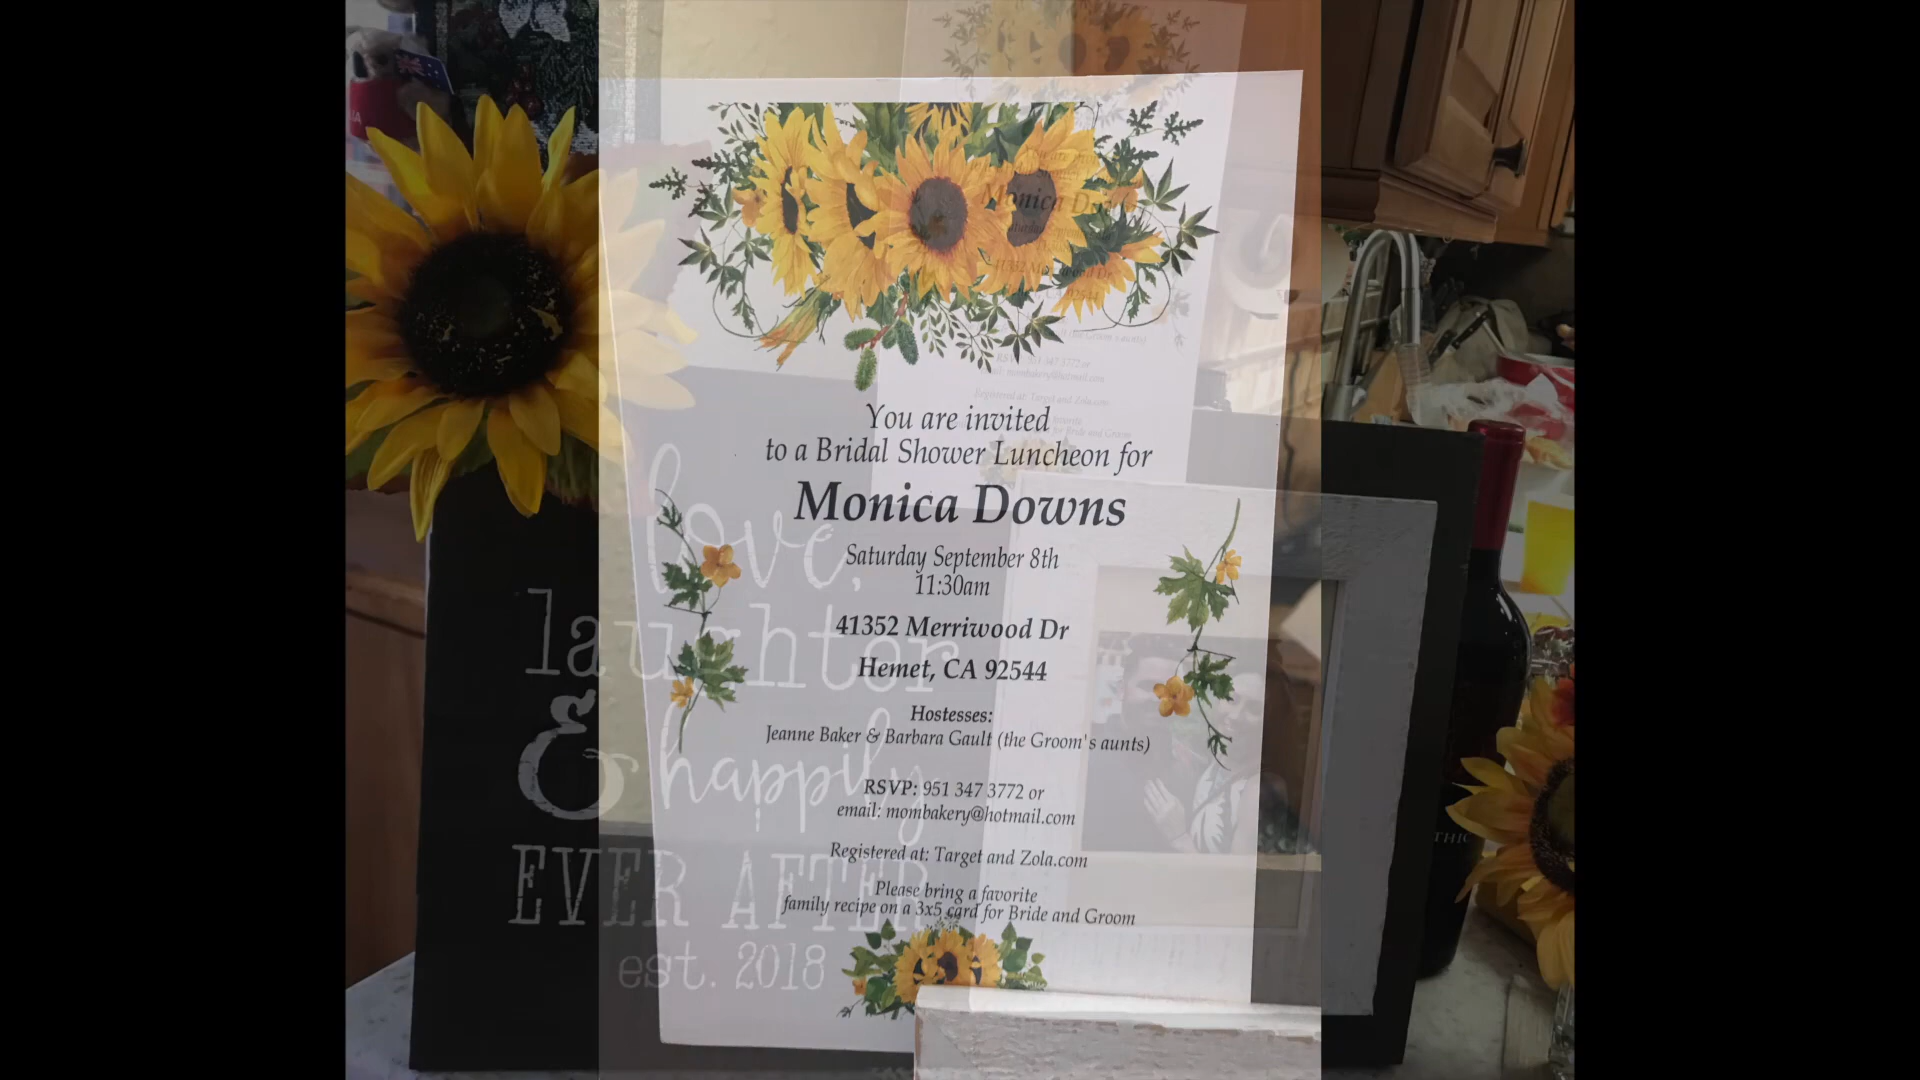 You are invited
to a Bridal Shower Luncheon for
Monica Downs
Saturday September 8th
11:30am
41352 Merriwood Dr
Hemet, CA 92544
Hostesses:
Jeanne Baker & Barbara Gault (the Groom's aunts)
RSVP: 951 347 3772 or
email: mombakery@hotmail.com
Registered at: Target and Zola.com
Please bring a favorite
family recipe on a 3x5 card for Bride and Groom
love,
laughter
& happily
EVER AFTER
est. 2018